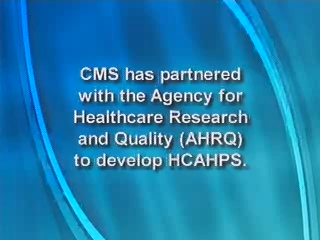 CMS has partnered
with the Agency for
Healthcare Research
and Quality (AHRQ)
to develop HCAHPS.